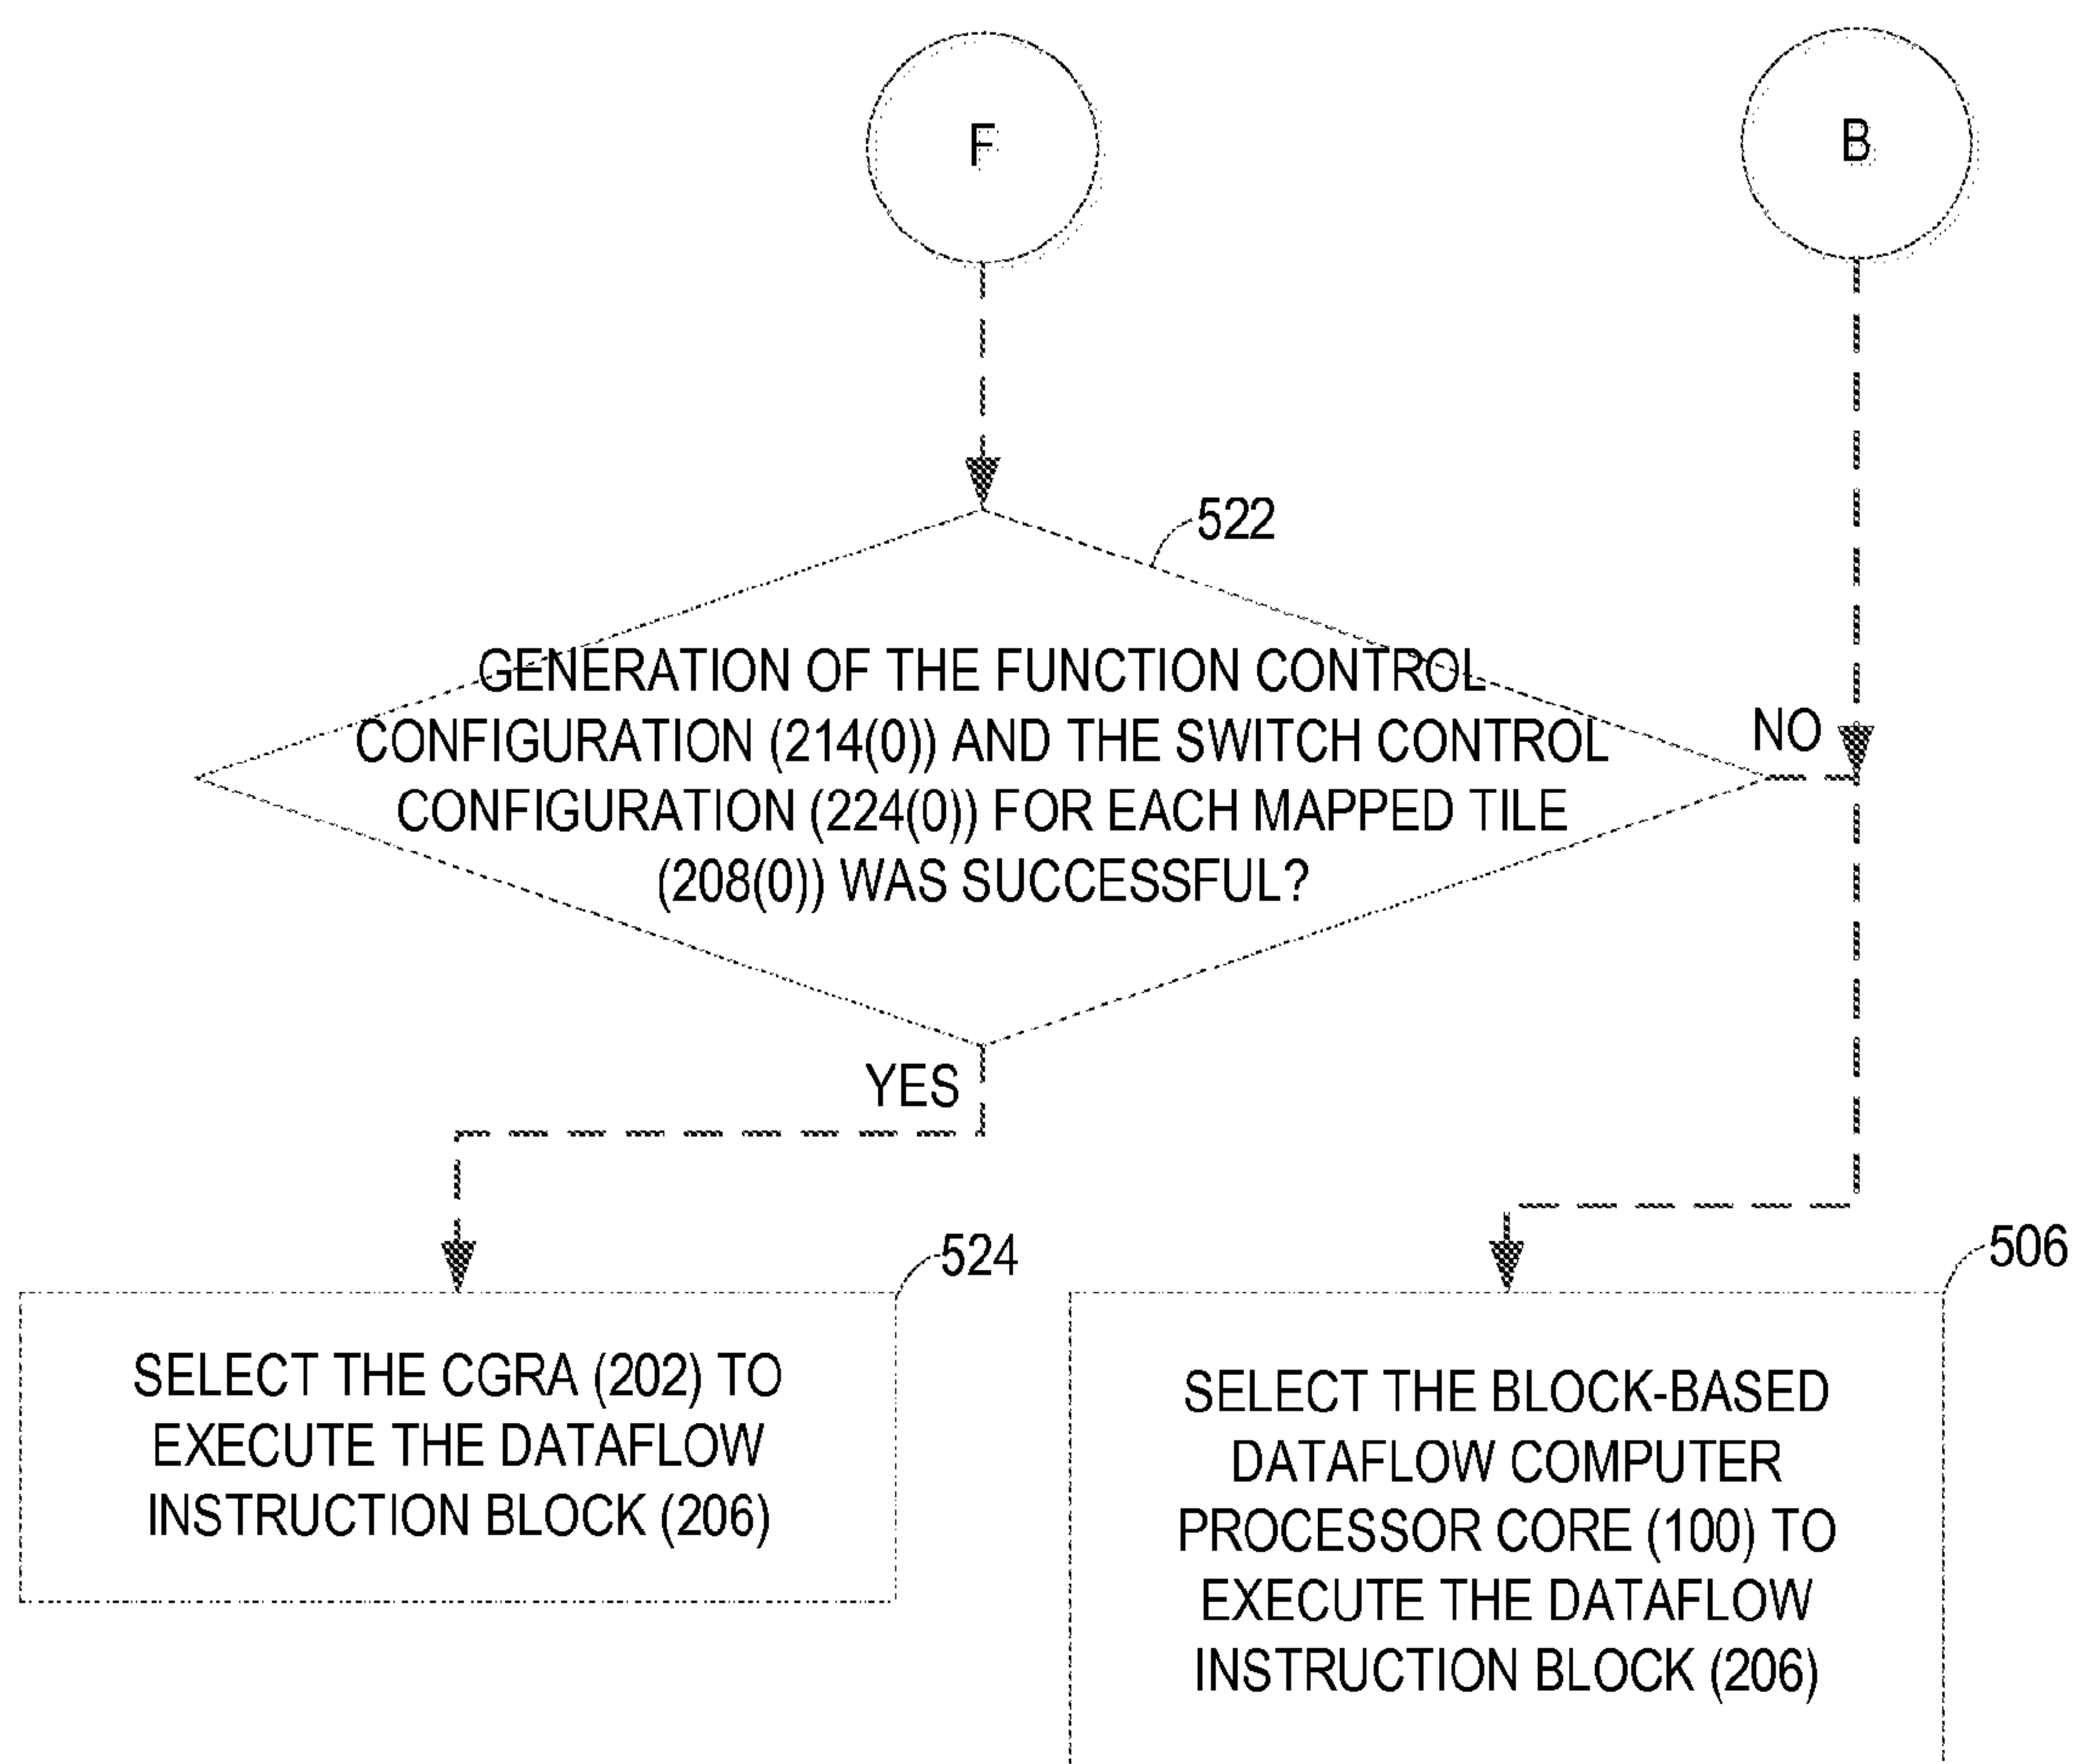 F
B
522
GENERATION OF THE FUNCTION CONTROL
CONFIGURATION (214(0)) AND THE SWITCH CONTROL
CONFIGURATION (224(0)) FOR EACH MAPPED TILE
(208(0)) WAS SUCCESSFUL?
NO
YES
524
SELECT THE CGRA (202) TO
EXECUTE THE DATAFLOW
INSTRUCTION BLOCK (206)
506
SELECT THE BLOCK-BASED
DATAFLOW COMPUTER
PROCESSOR CORE (100) TO
EXECUTE THE DATAFLOW
INSTRUCTION BLOCK (206)